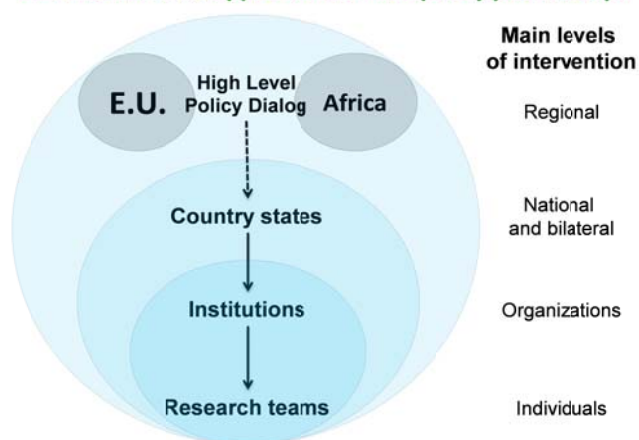 Main levels
of intervention
E.U.
High Level
Policy Dialog
Africa
Regional
Country states
National
and bilateral
Institutions
Organizations
Research teams
Individuals